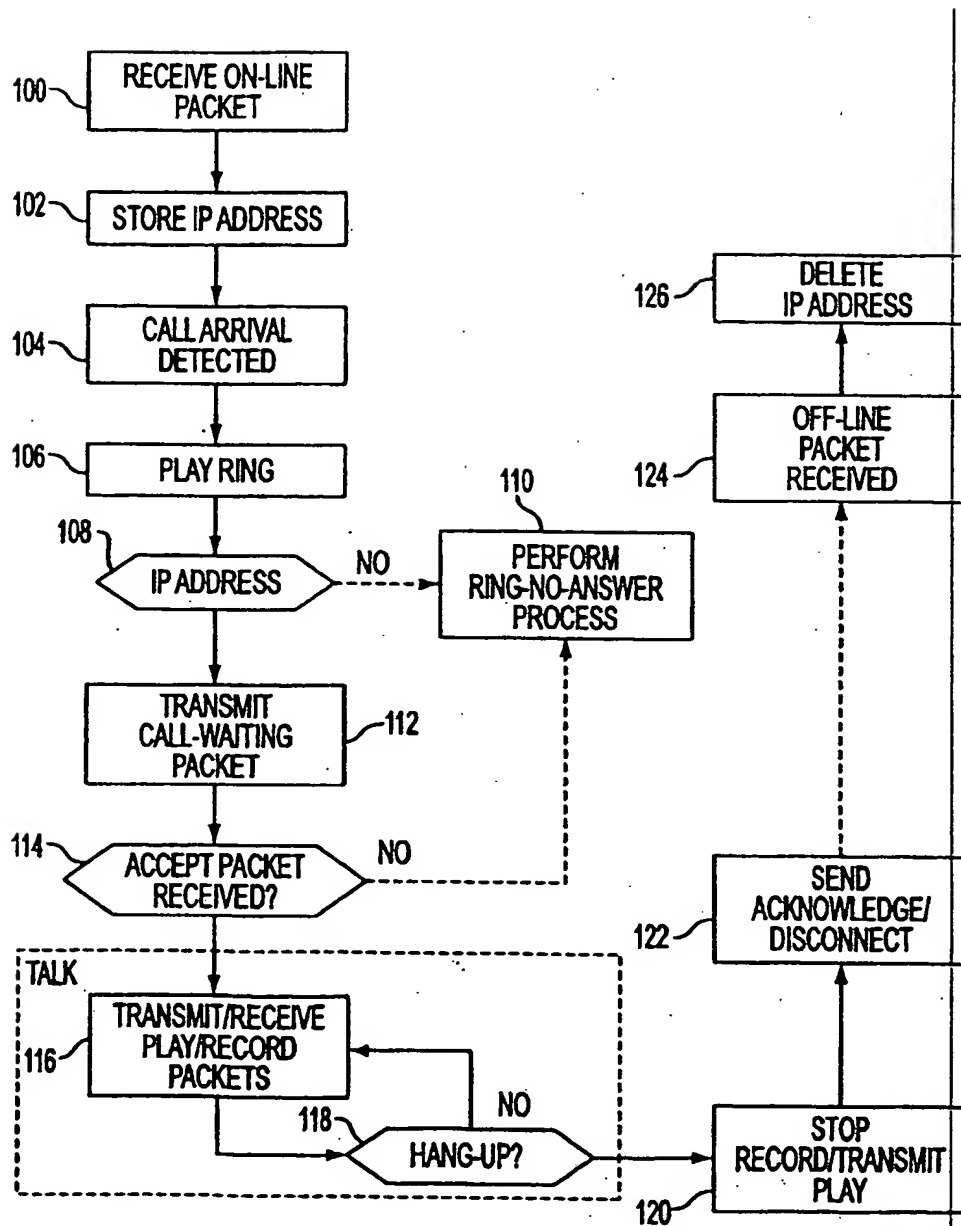 100
RECEIVE ON-LINE
PACKET
102
STORE IP ADDRESS
104
CALL ARRIVAL
DETECTED
106
PLAY RING
108
IP ADDRESS
NO
110
PERFORM
RING-NO-ANSWER
PROCESS
TRANSMIT
CALL-WAITING
PACKET
112
114
ACCEPT PACKET
RECEIVED?
NO
TALK
116
TRANSMIT/RECEIVE
PLAY/RECORD
PACKETS
118
HANG-UP?
NO
STOP
RECORD/TRANSMIT
PLAY
120
SEND
ACKNOWLEDGE/
DISCONNECT
122
OFF-LINE
PACKET
RECEIVED
124
DELETE
IP ADDRESS
126